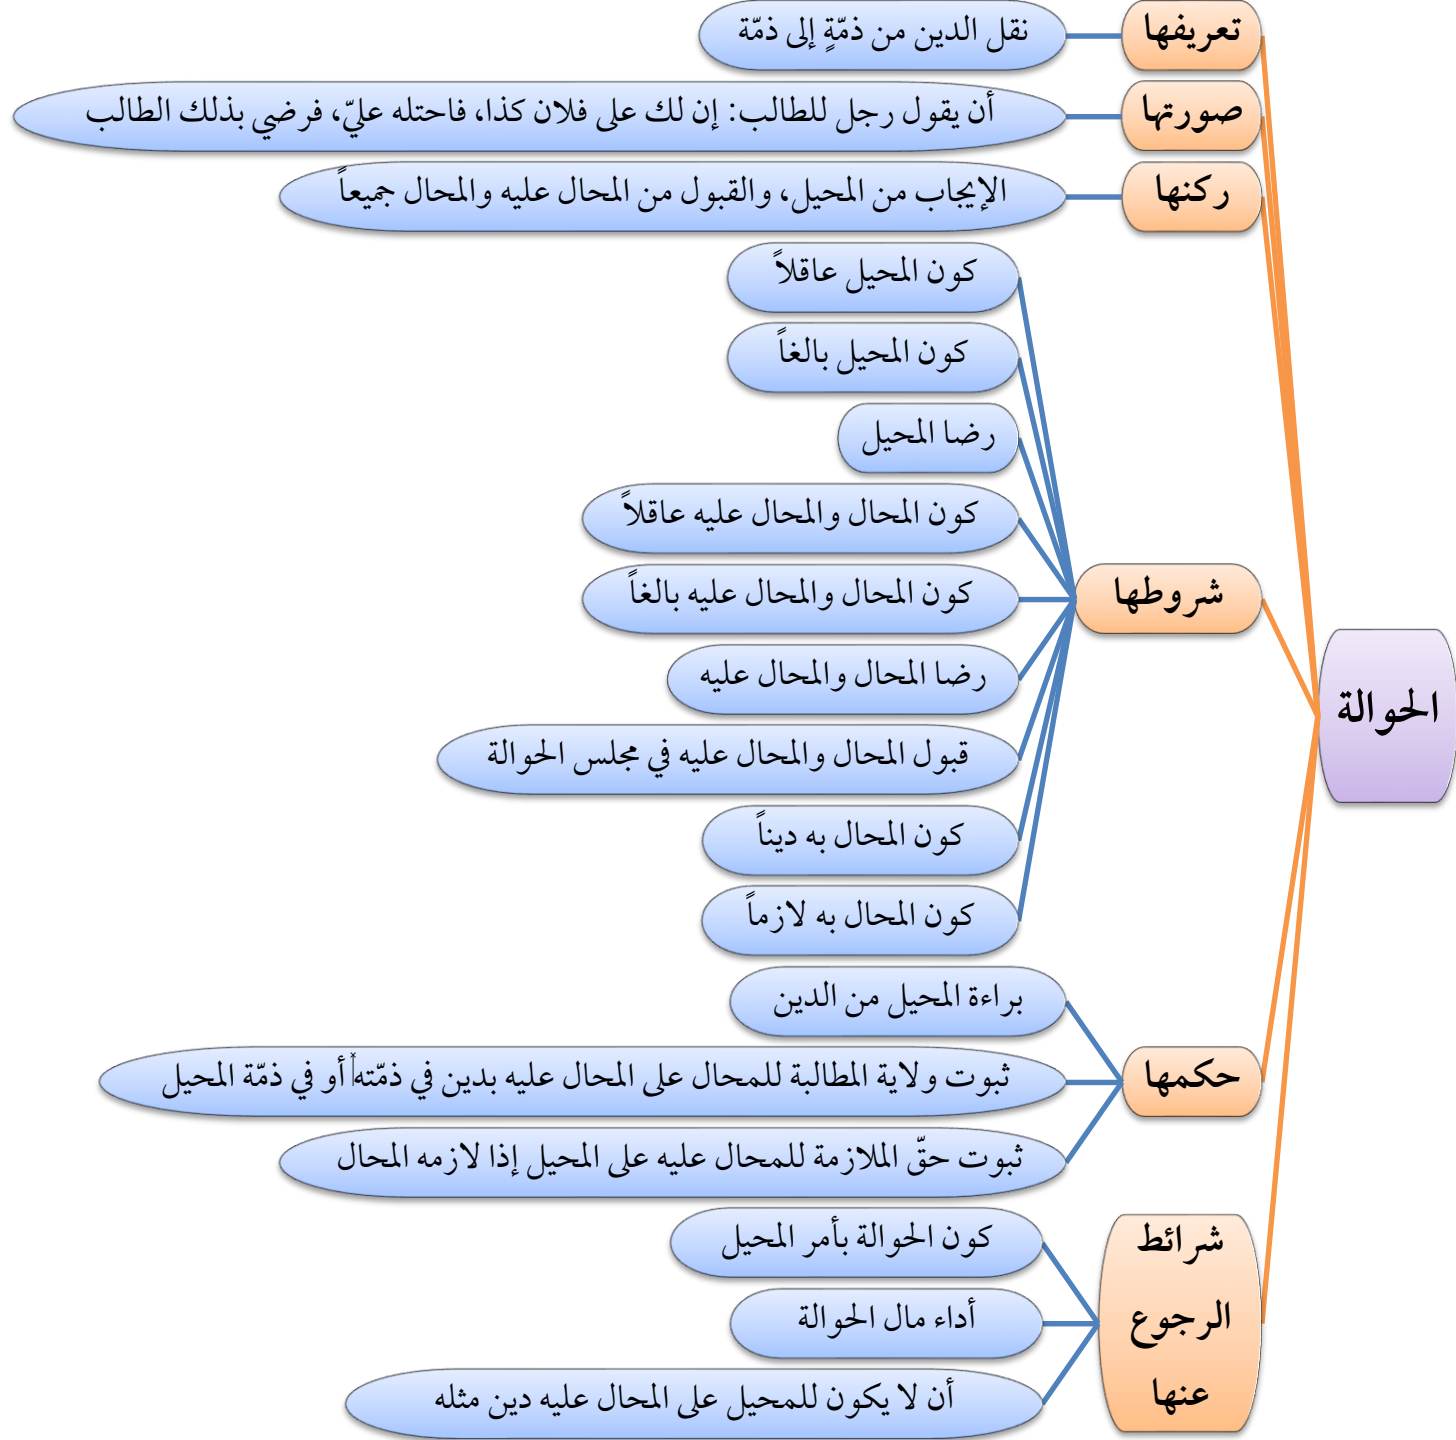 الحوالة
تعريفها
نقل الدين من ذمّةٍ إلى ذمّة
صورتها
أن يقول رجل للطالب: إن لك على فلان كذا، فاحتله عليّ، فرضي بذلك الطالب
ركنها
الإيجاب من المحيل، والقبول من المحال عليه والمحال جميعاً
شروطها
كون المحيل عاقلاً
كون المحيل بالغاً
رضا المحيل
كون المحال والمحال عليه عاقلاً
كون المحال والمحال عليه بالغاً
رضا المحال والمحال عليه
قبول المحال والمحال عليه في مجلس الحوالة
كون المحال به ديناً
كون المحال به لازماً
حكمها
براءة المحيل من الدين
ثبوت ولاية المطالبة للمحال على المحال عليه بدين في ذمّته أو في ذمّة المحيل
ثبوت حقّ الملازمة للمحال عليه على المحيل إذا لازمه المحال
شرائط
الرجوع
عنها
كون الحوالة بأمر المحيل
أداء مال الحوالة
أن لا يكون للمحيل على المحال عليه دين مثله